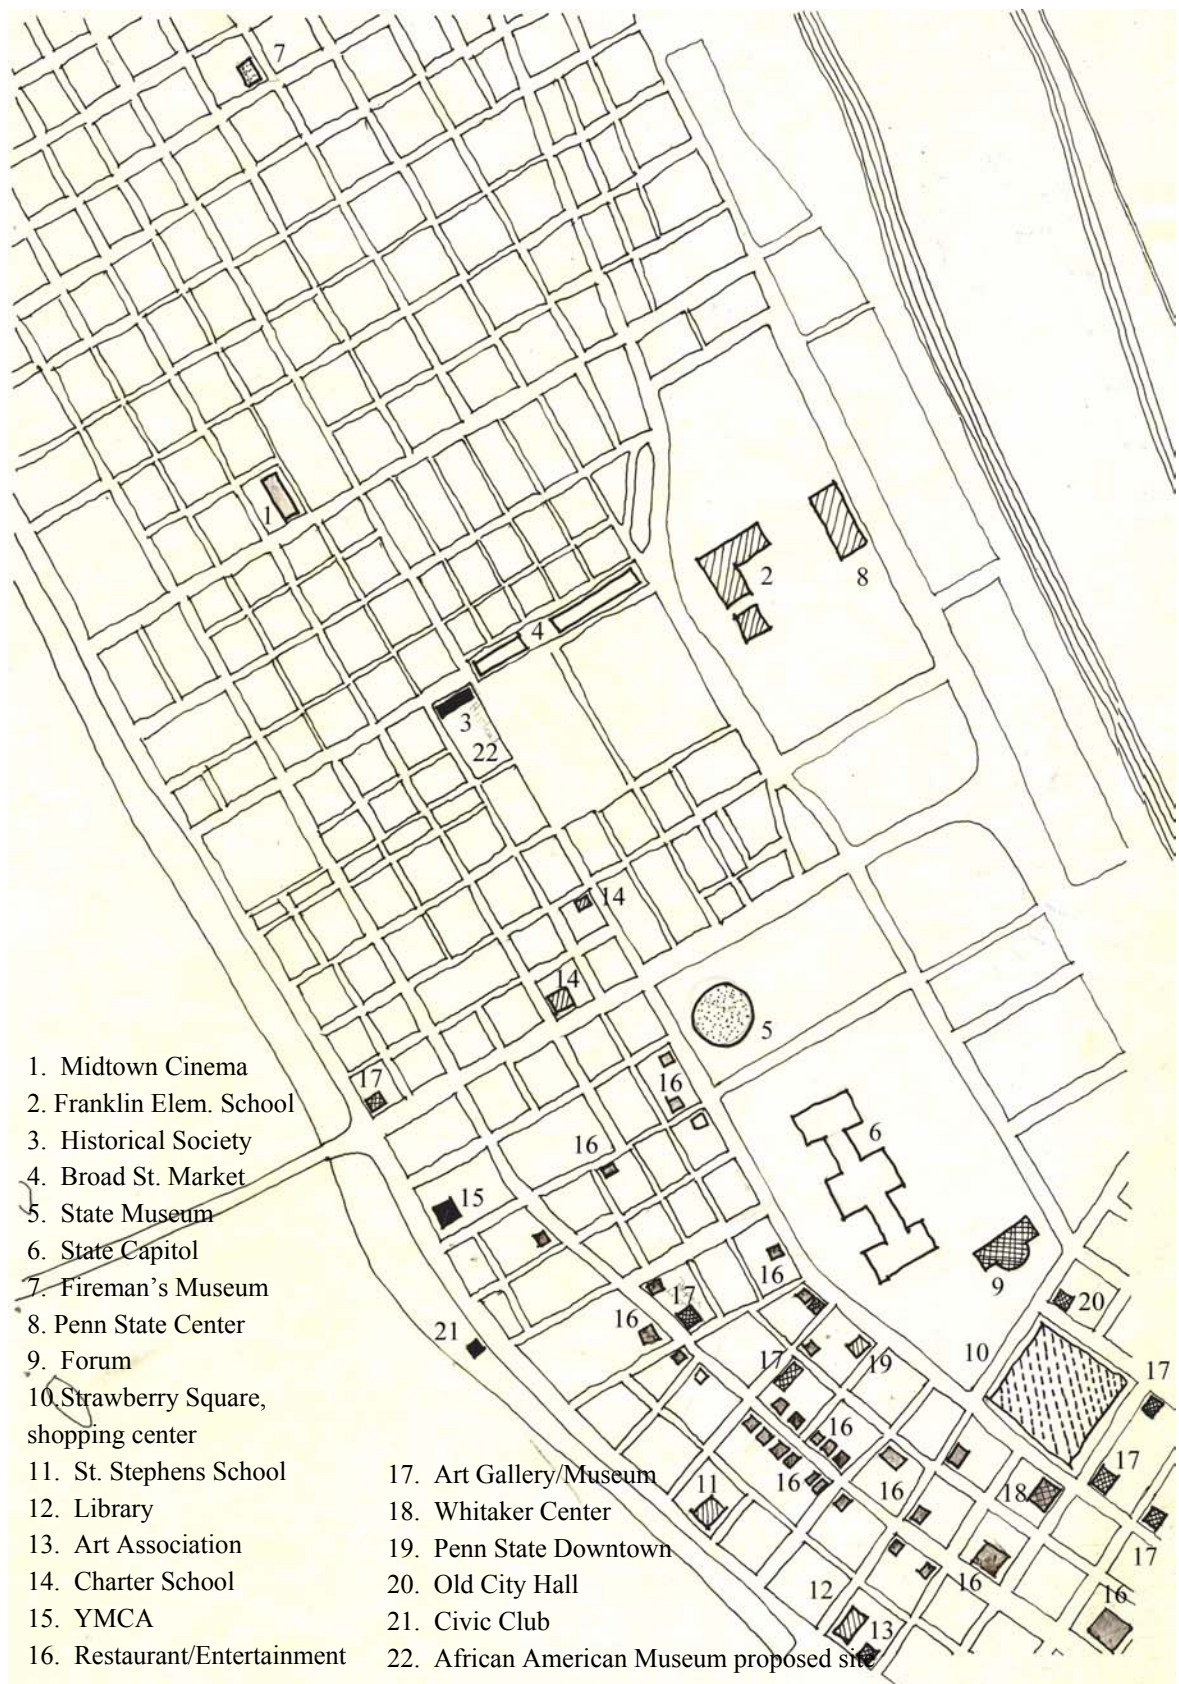 7
1
2
8
4
3
22
14
14
5
17
16
16
6
15
9
20
16
17
16
21
10
19
17
17
16
17
16
16
18
11
17
16
12
16
13
1. Midtown Cinema
2. Franklin Elem. School
3. Historical Society
4. Broad St. Market
5. State Museum
6. State Capitol
7. Fireman's Museum
8. Penn State Center
9. Forum
10.Strawberry Square,
shopping center
11. St. Stephens School
12. Library
13. Art Association
14. Charter School
15. YMCA
16. Restaurant/Entertainment
17. Art Gallery/Museum
18. Whitaker Center
19. Penn State Downtown
20. Old City Hall
21. Civic Club
22. African American Museum proposed site